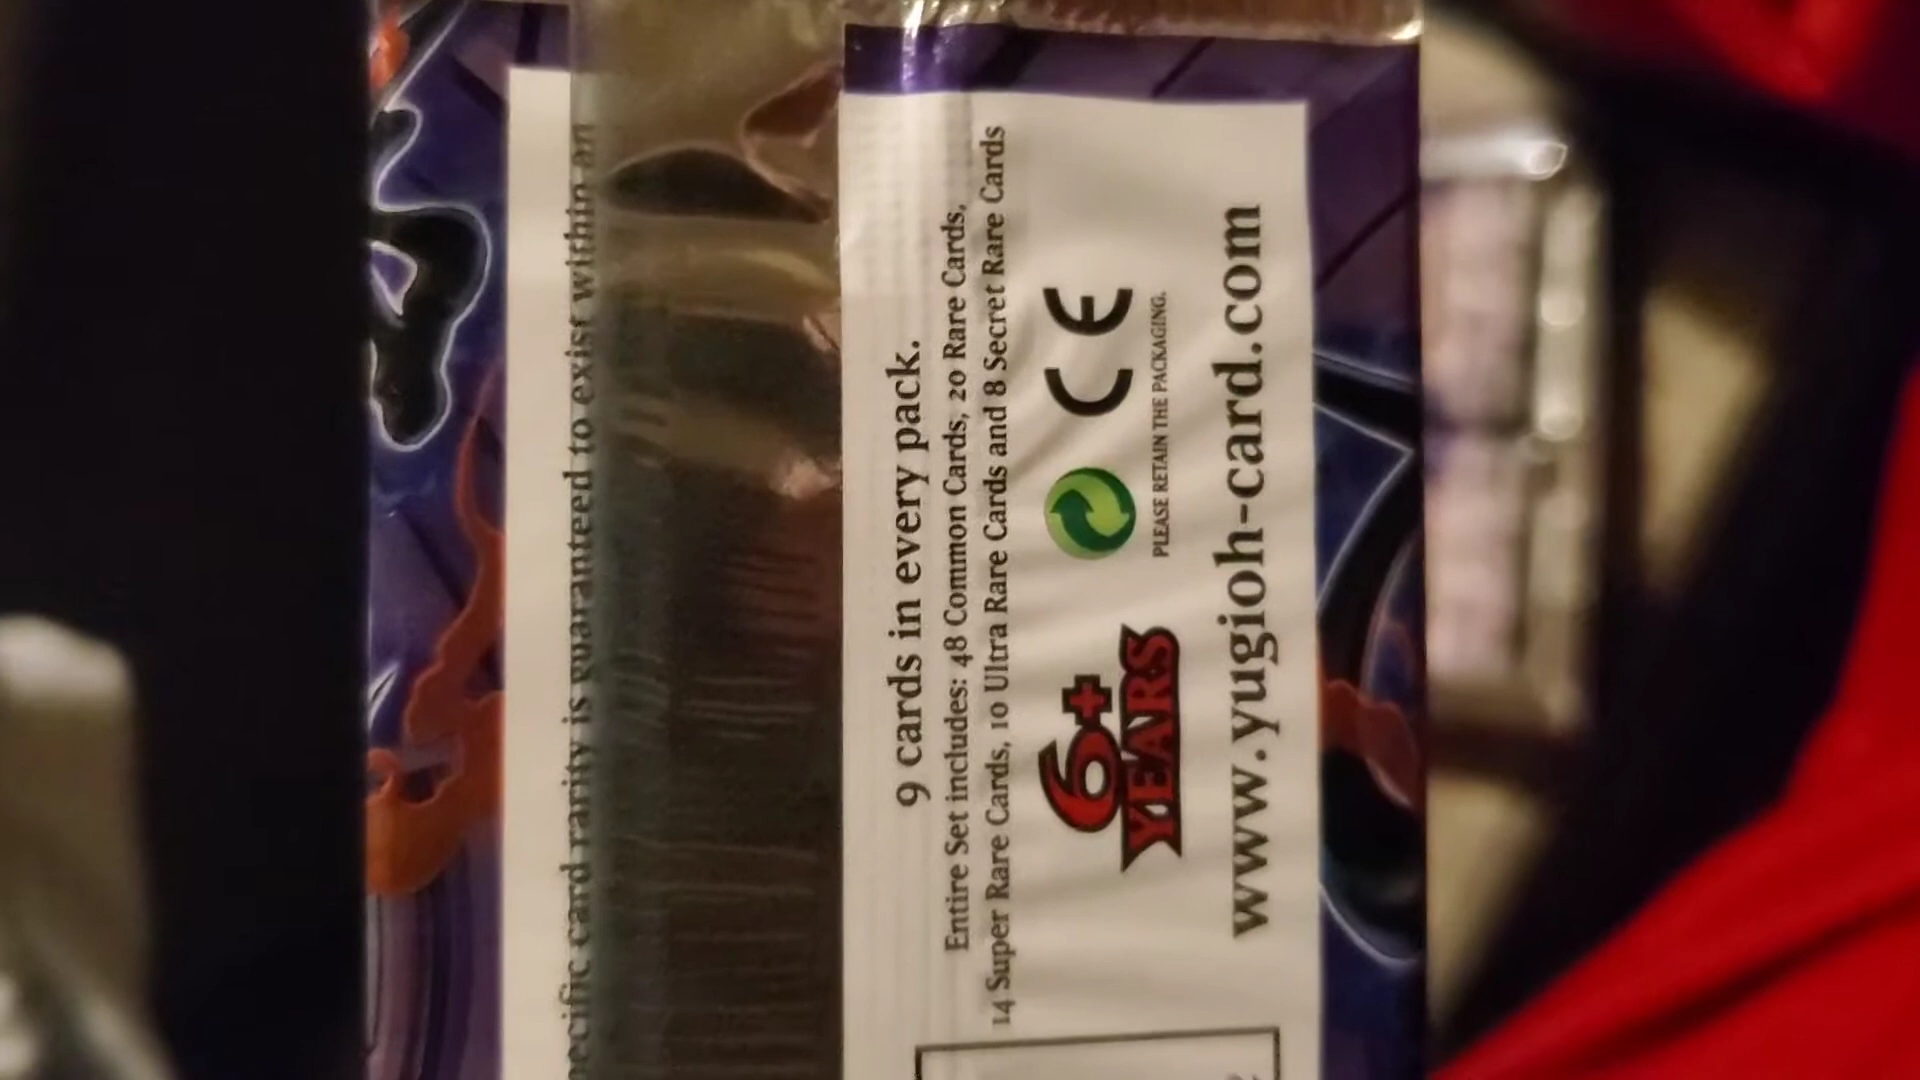 card rarity is guaranteed to exist within an
9 cards in every pack.
Entire Set includes: 48 Common Cards, 20 Rare Cards,
14 Super Rare Cards, 10 Ultra Rare Cards and 8 Secret Rare Cards
6+
YEARS
CE
PLEASE RETAIN THE PACKAGING.
www.yugioh-card.com